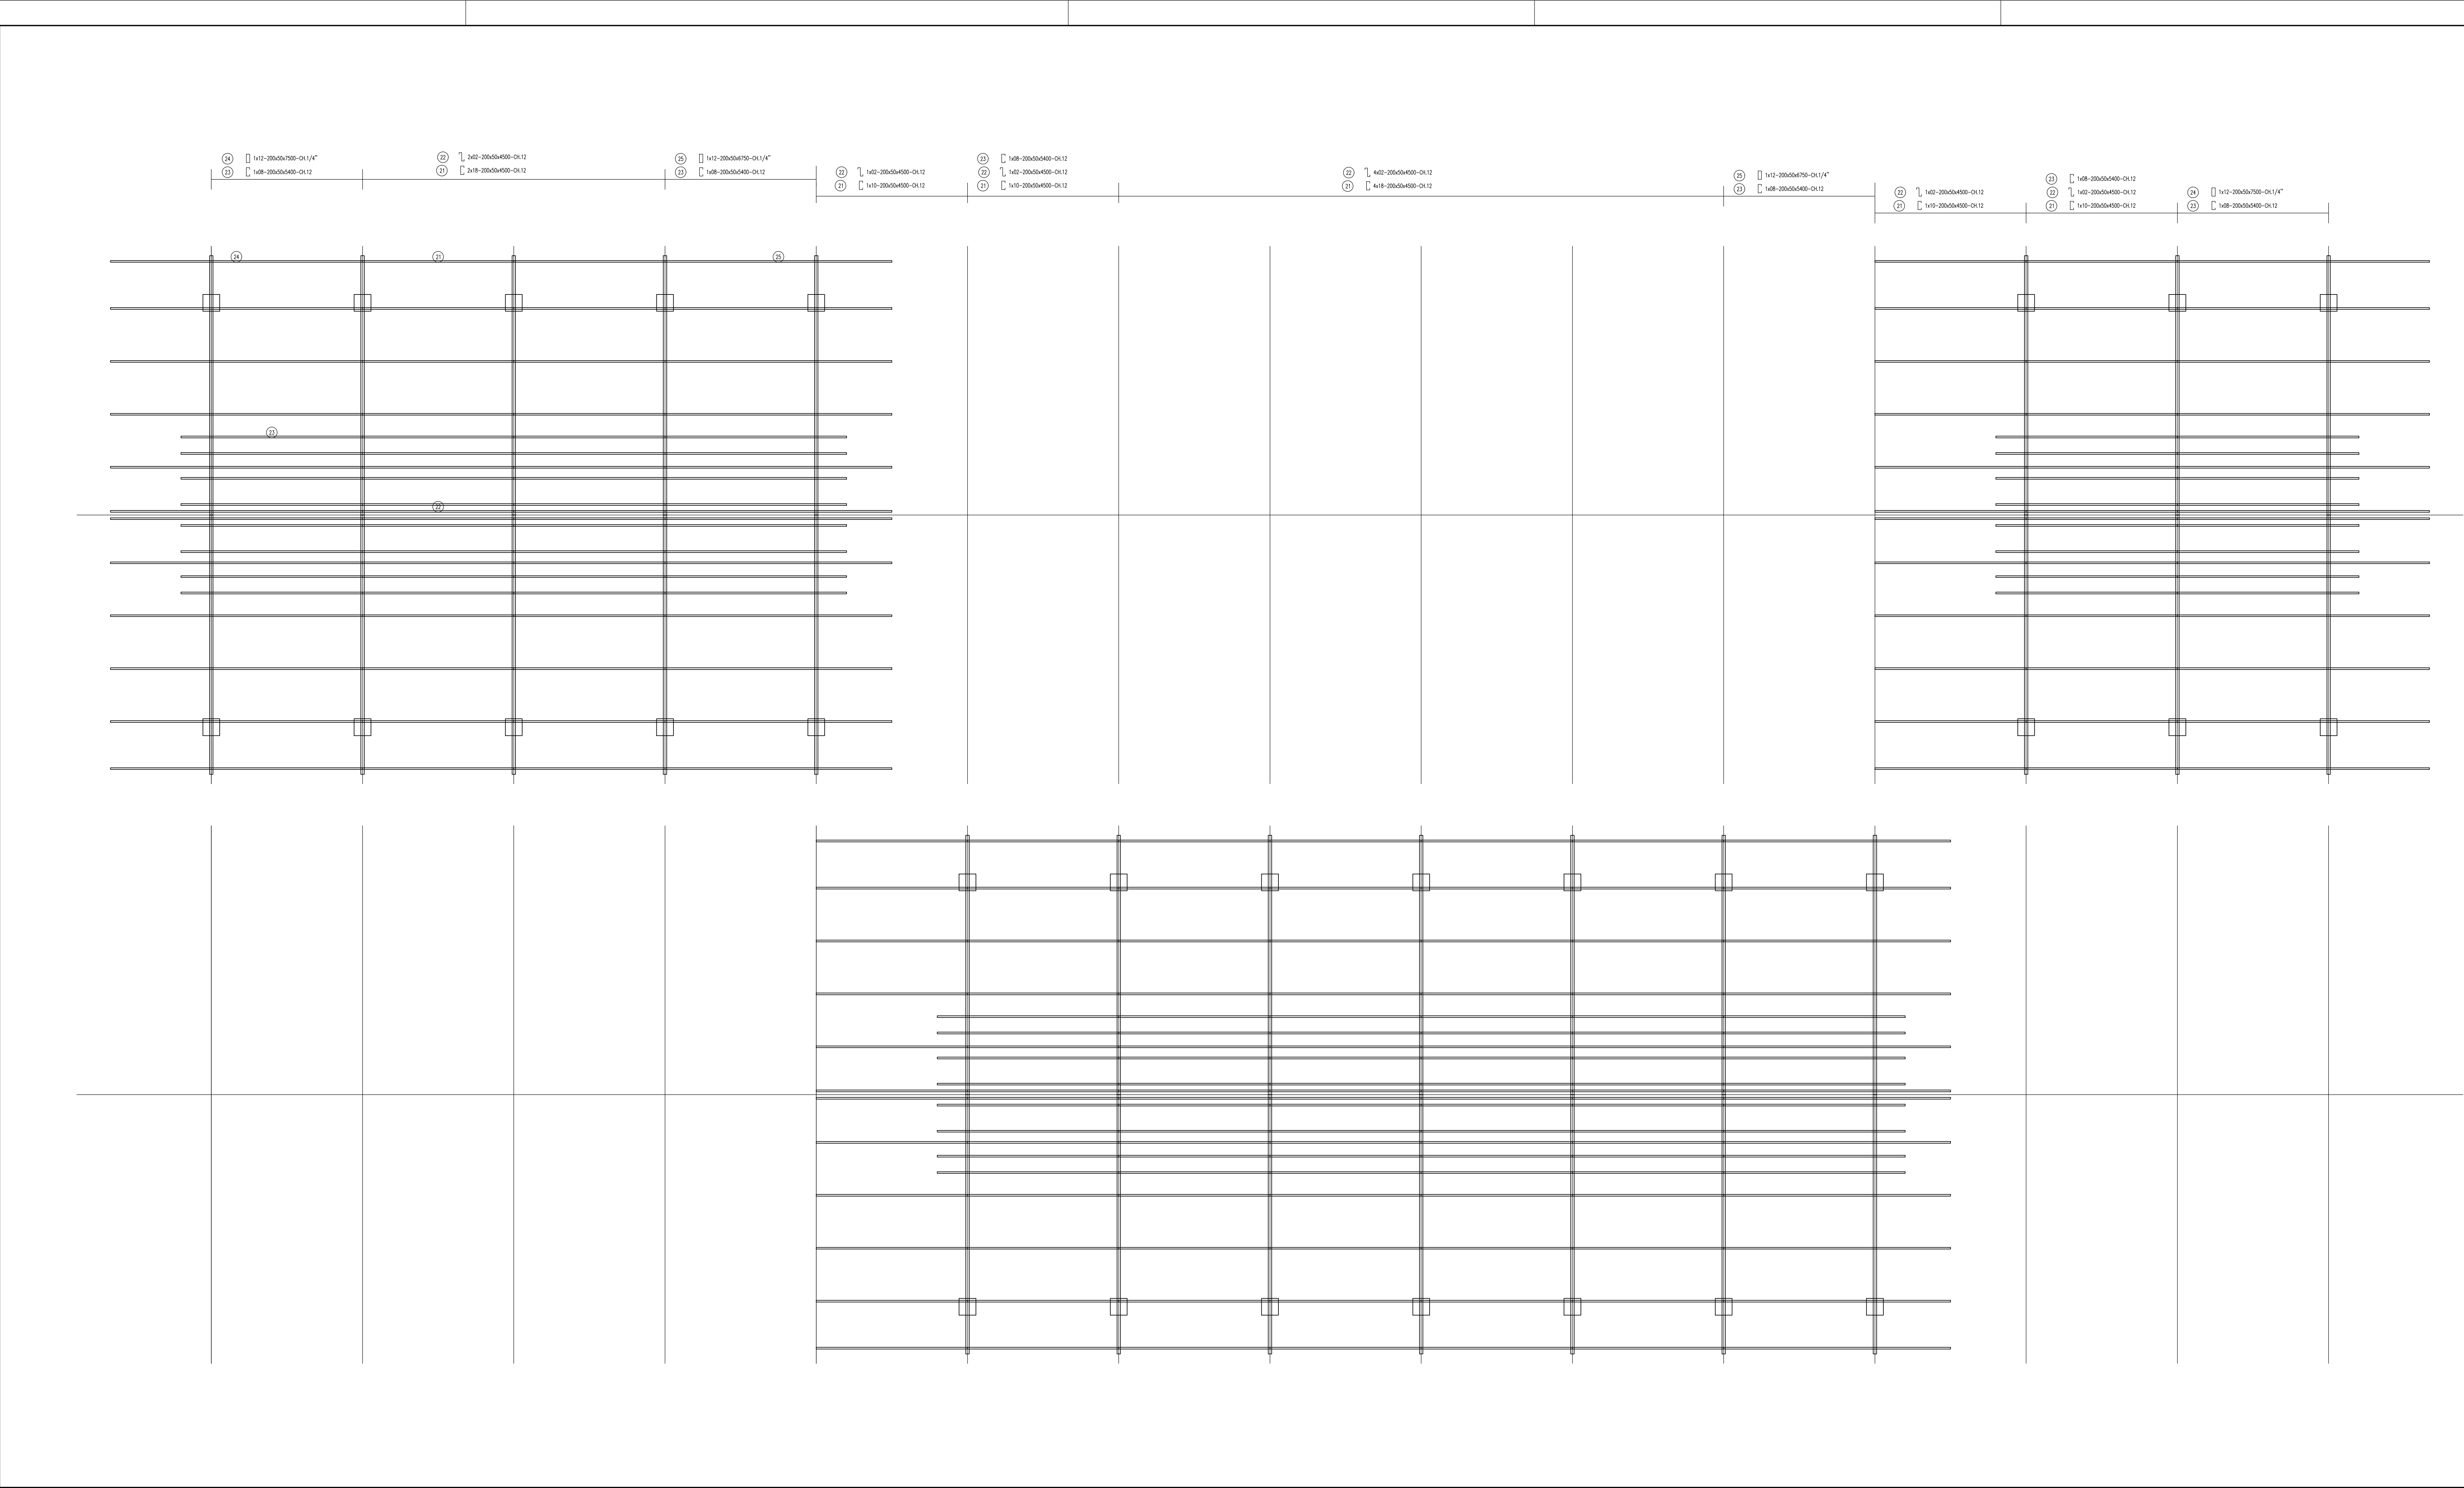 24 1x12-200x50x7500-CH.1/4"
23 1x08-200x50x5400-CH.12
22 2x02-200x50x4500-CH.12
21 2x18-200x50x4500-CH.12
25 1x12-200x50x6750-CH.1/4"
23 1x08-200x50x5400-CH.12
22 1x02-200x50x4500-CH.12
21 1x10-200x50x4500-CH.12
23 1x08-200x50x5400-CH.12
22 1x02-200x50x4500-CH.12
21 1x10-200x50x4500-CH.12
22 4x02-200x50x4500-CH.12
21 4x18-200x50x4500-CH.12
25 1x12-200x50x6750-CH.1/4"
23 1x08-200x50x5400-CH.12
22 1x02-200x50x4500-CH.12
21 1x10-200x50x4500-CH.12
23 1x08-200x50x5400-CH.12
22 1x02-200x50x4500-CH.12
21 1x10-200x50x4500-CH.12
24 1x12-200x50x7500-CH.1/4"
23 1x08-200x50x5400-CH.12
24
21
25
23
22